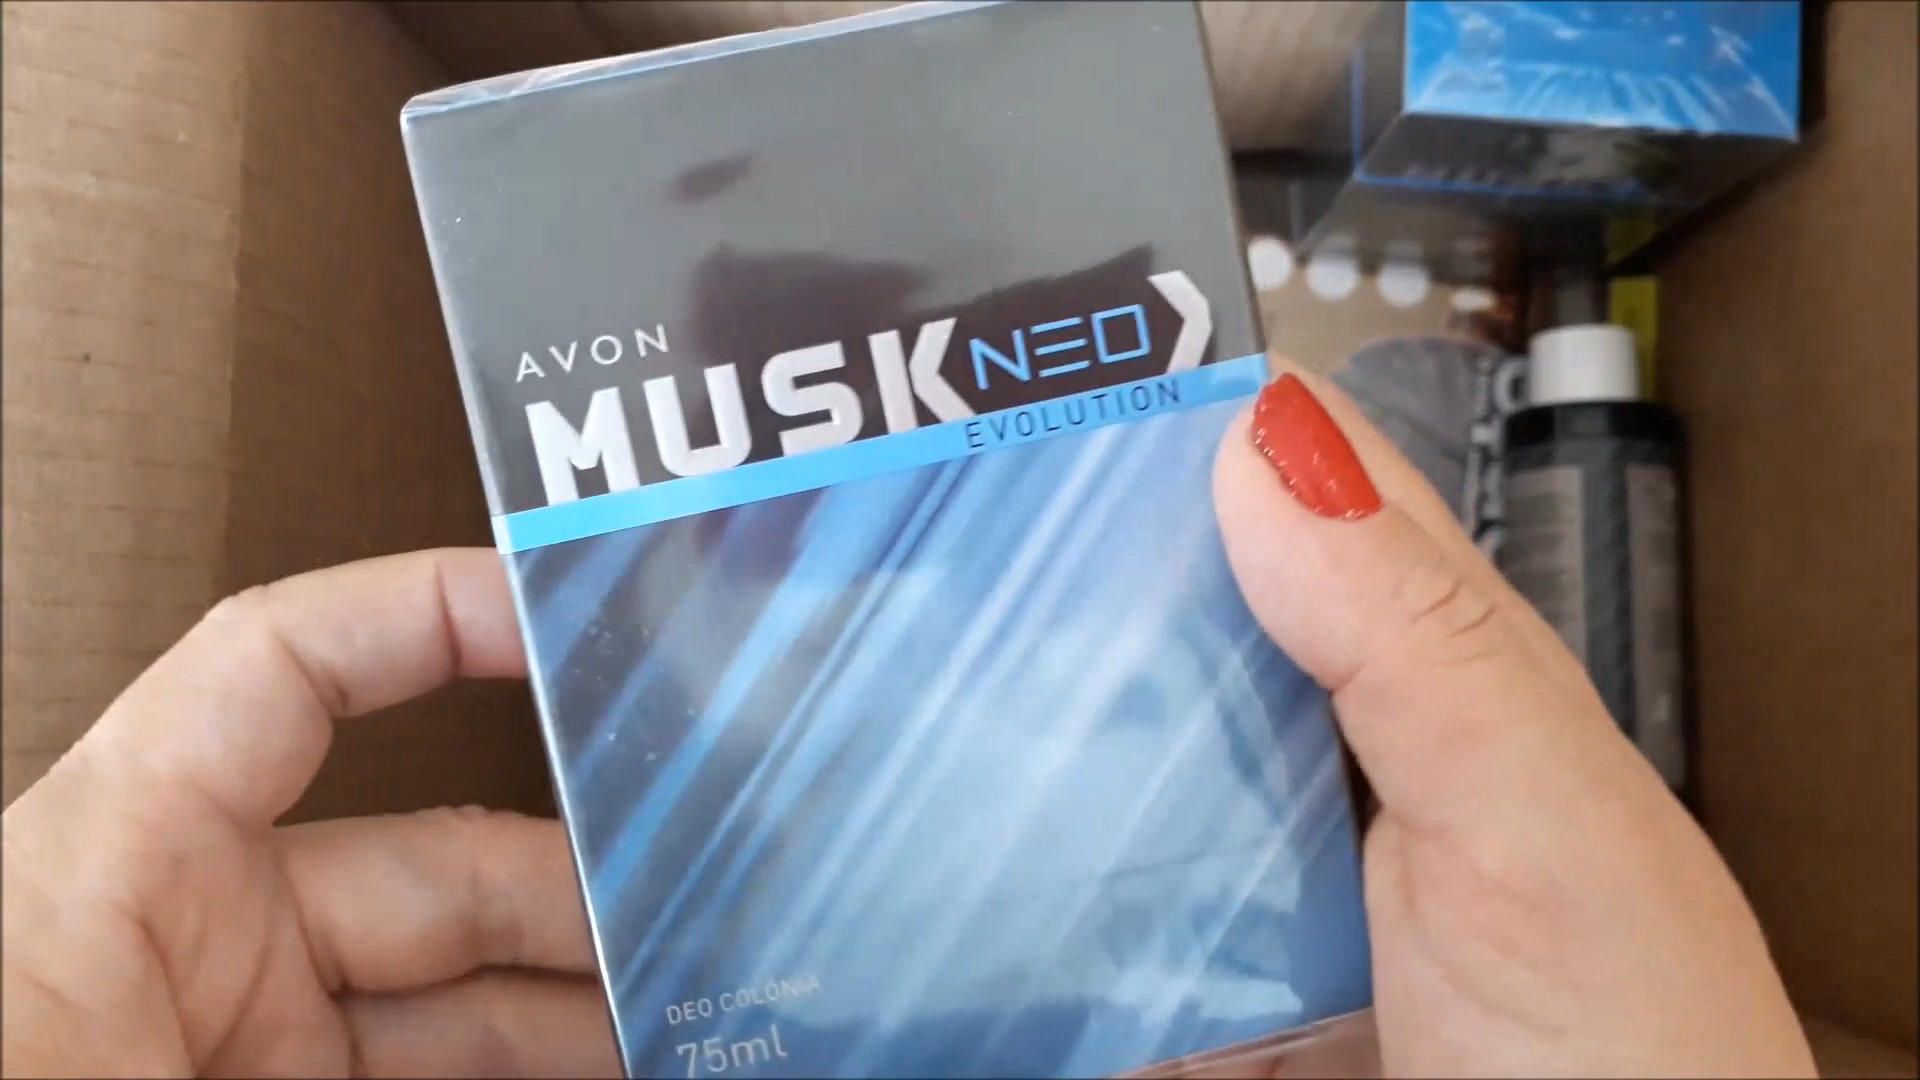 AVON
MUSK NEO
EVOLUTION
DEO COLÔNIA
75ml